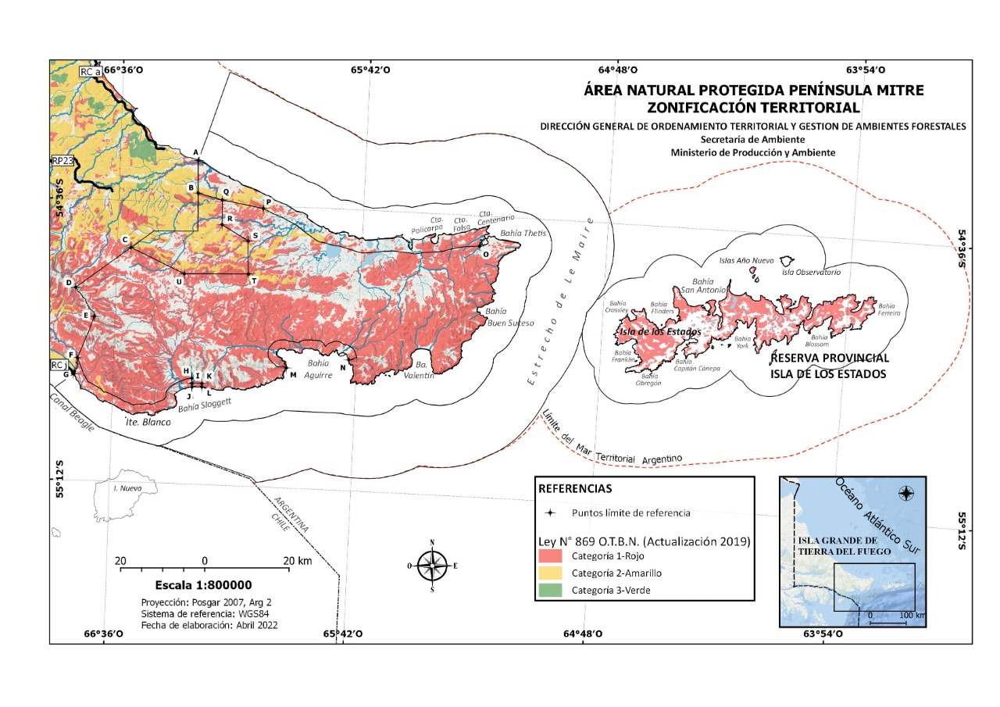 66°36’O
65°42’O
64°48’O
63°54’O
RC a
ÁREA NATURAL PROTEGIDA PENÍNSULA MITRE
ZONIFICACIÓN TERRITORIAL
DIRECCIÓN GENERAL DE ORDENAMIENTO TERRITORIAL Y GESTION DE AMBIENTES FORESTALES
Secretaría de Ambiente
Ministerio de Producción y Ambiente
RP23
54°36’S
54°36’S
A
B
Q
P
R
S
C
U
T
D
E
F
RC j
G
H
I
K
J
L
M
N
O
Cta.
Policarpo
Cta.
Falsa
Cta.
Centenario
Bahía Thetis
Bahía
Buen Suceso
Ba.
Valentín
Bahía
Aguirre
Bahía Sloggett
Ite. Blanco
Canal Beagle
Estrecho de Le Maire
Islas Año Nuevo
Isla Observatorio
Bahía
San Antonio
Bahía
Crossley
Bahía
Flinders
Bahía
Ferreira
Isla de los Estados
Bahía
York
Bahía
Blossom
Bahía
Franklin
Bahía
Capitán Cánepa
Bahía
Obregón
RESERVA PROVINCIAL
ISLA DE LOS ESTADOS
Límite del Mar Territorial Argentino
55°12’S
55°12’S
I. Nueva
ARGENTINA
CHILE
20 0 20 km
Escala 1:800000
Proyección: Posgar 2007, Arg 2
Sistema de referencia: WGS84
Fecha de elaboración: Abril 2022
N
O
E
S
REFERENCIAS
Puntos límite de referencia
Ley N° 869 O.T.B.N. (Actualización 2019)
Categoría 1-Rojo
Categoría 2-Amarillo
Categoría 3-Verde
Océano Atlántico Sur
ISLA GRANDE DE
TIERRA DEL FUEGO
0 100 km
66°36’O
65°42’O
64°48’O
63°54’O